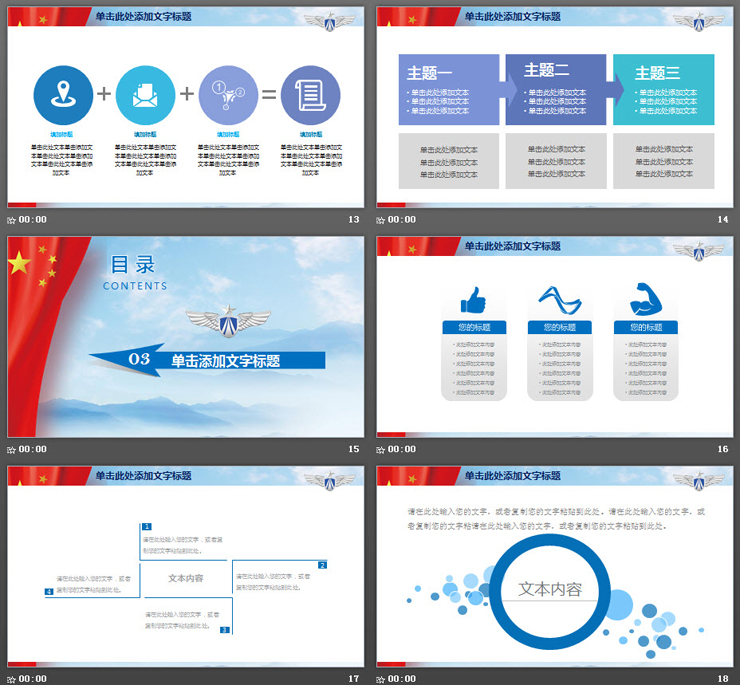 单击此处添加文字标题
+
+
=
1
2
填加标题
填加标题
填加标题
填加标题
单击此处文本单击添加文
本单击此处文本单击添加
文本单击此处文本单击添
加文本
单击此处文本单击添加文
本单击此处文本单击添加
文本单击此处文本单击添
加文本
单击此处文本单击添加文
本单击此处文本单击添加
文本单击此处文本单击添
加文本
单击此处文本单击添加文
本单击此处文本单击添加
文本单击此处文本单击添
加文本
00:00
13
单击此处添加文字标题
主题一
• 单击此处添加文本
• 单击此处添加文本
• 单击此处添加文本
主题二
• 单击此处添加文本
• 单击此处添加文本
• 单击此处添加文本
主题三
• 单击此处添加文本
• 单击此处添加文本
• 单击此处添加文本
单击此处添加文本
单击此处添加文本
单击此处添加文本
单击此处添加文本
单击此处添加文本
单击此处添加文本
单击此处添加文本
单击此处添加文本
单击此处添加文本
00:00
14
目录
CONTENTS
03
单击添加文字标题
00:00
15
单击此处添加文字标题
您的标题
• 此处添加文本内容
• 此处添加文本内容
• 此处添加文本内容
• 此处添加文本内容
• 此处添加文本内容
• 此处添加文本内容
您的标题
• 此处添加文本内容
• 此处添加文本内容
• 此处添加文本内容
• 此处添加文本内容
• 此处添加文本内容
• 此处添加文本内容
您的标题
• 此处添加文本内容
• 此处添加文本内容
• 此处添加文本内容
• 此处添加文本内容
• 此处添加文本内容
• 此处添加文本内容
00:00
16
单击此处添加文字标题
1
请在此处输入您的文字，或者复
制您的文字粘贴到此处。
2
请在此处输入您的文字，或者
复制您的文字粘贴到此处。
文本内容
请在此处输入您的文字，或者
复制您的文字粘贴到此处。
4
请在此处输入您的文字，或者
复制您的文字粘贴到此处。
3
00:00
17
单击此处添加文字标题
请在此处输入您的文字，或者复制您的文字粘贴到此处。请在此处输入您的文字，或
者复制您的文字粘请在此处输入您的文字，或者复制您的文字粘贴到此处。
文本内容
00:00
18